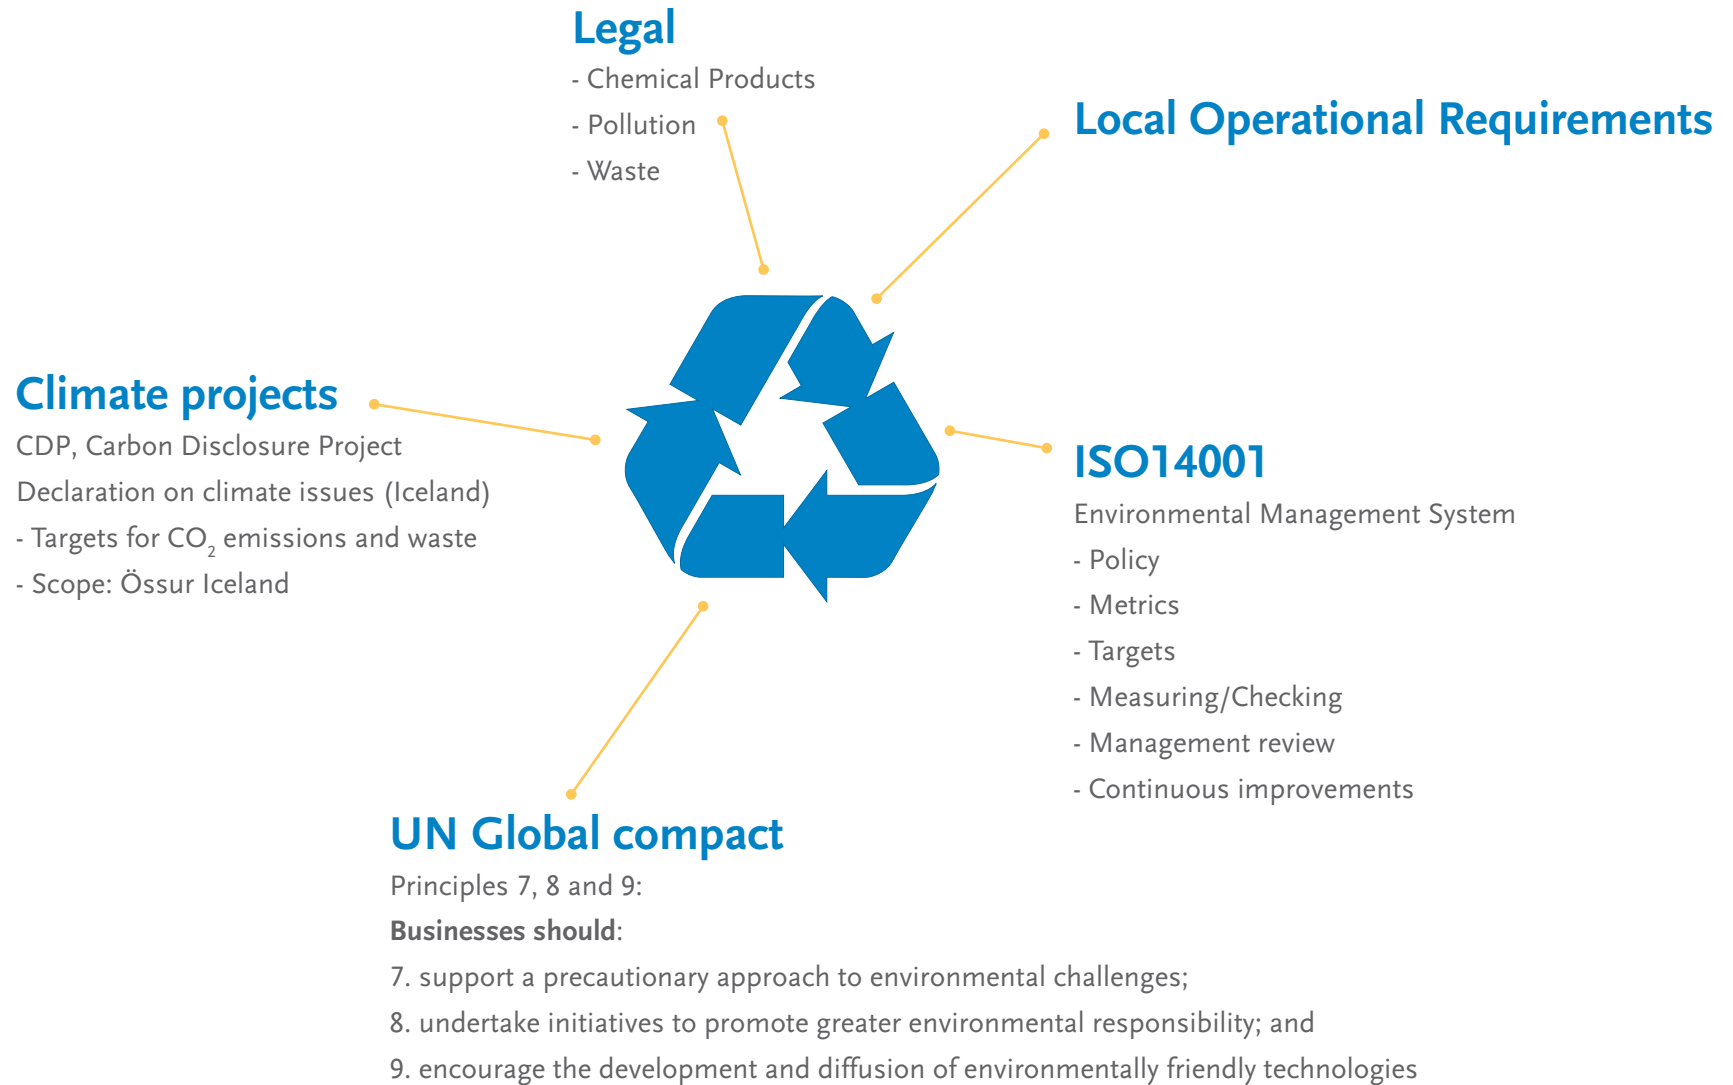 Legal
- Chemical Products
- Pollution
- Waste
Local Operational Requirements
Climate projects
CDP, Carbon Disclosure Project
Declaration on climate issues (Iceland)
- Targets for CO₂ emissions and waste
- Scope: Össur Iceland
ISO14001
Environmental Management System
- Policy
- Metrics
- Targets
- Measuring/Checking
- Management review
- Continuous improvements
UN Global compact
Principles 7, 8 and 9:
Businesses should:
7. support a precautionary approach to environmental challenges;
8. undertake initiatives to promote greater environmental responsibility; and
9. encourage the development and diffusion of environmentally friendly technologies